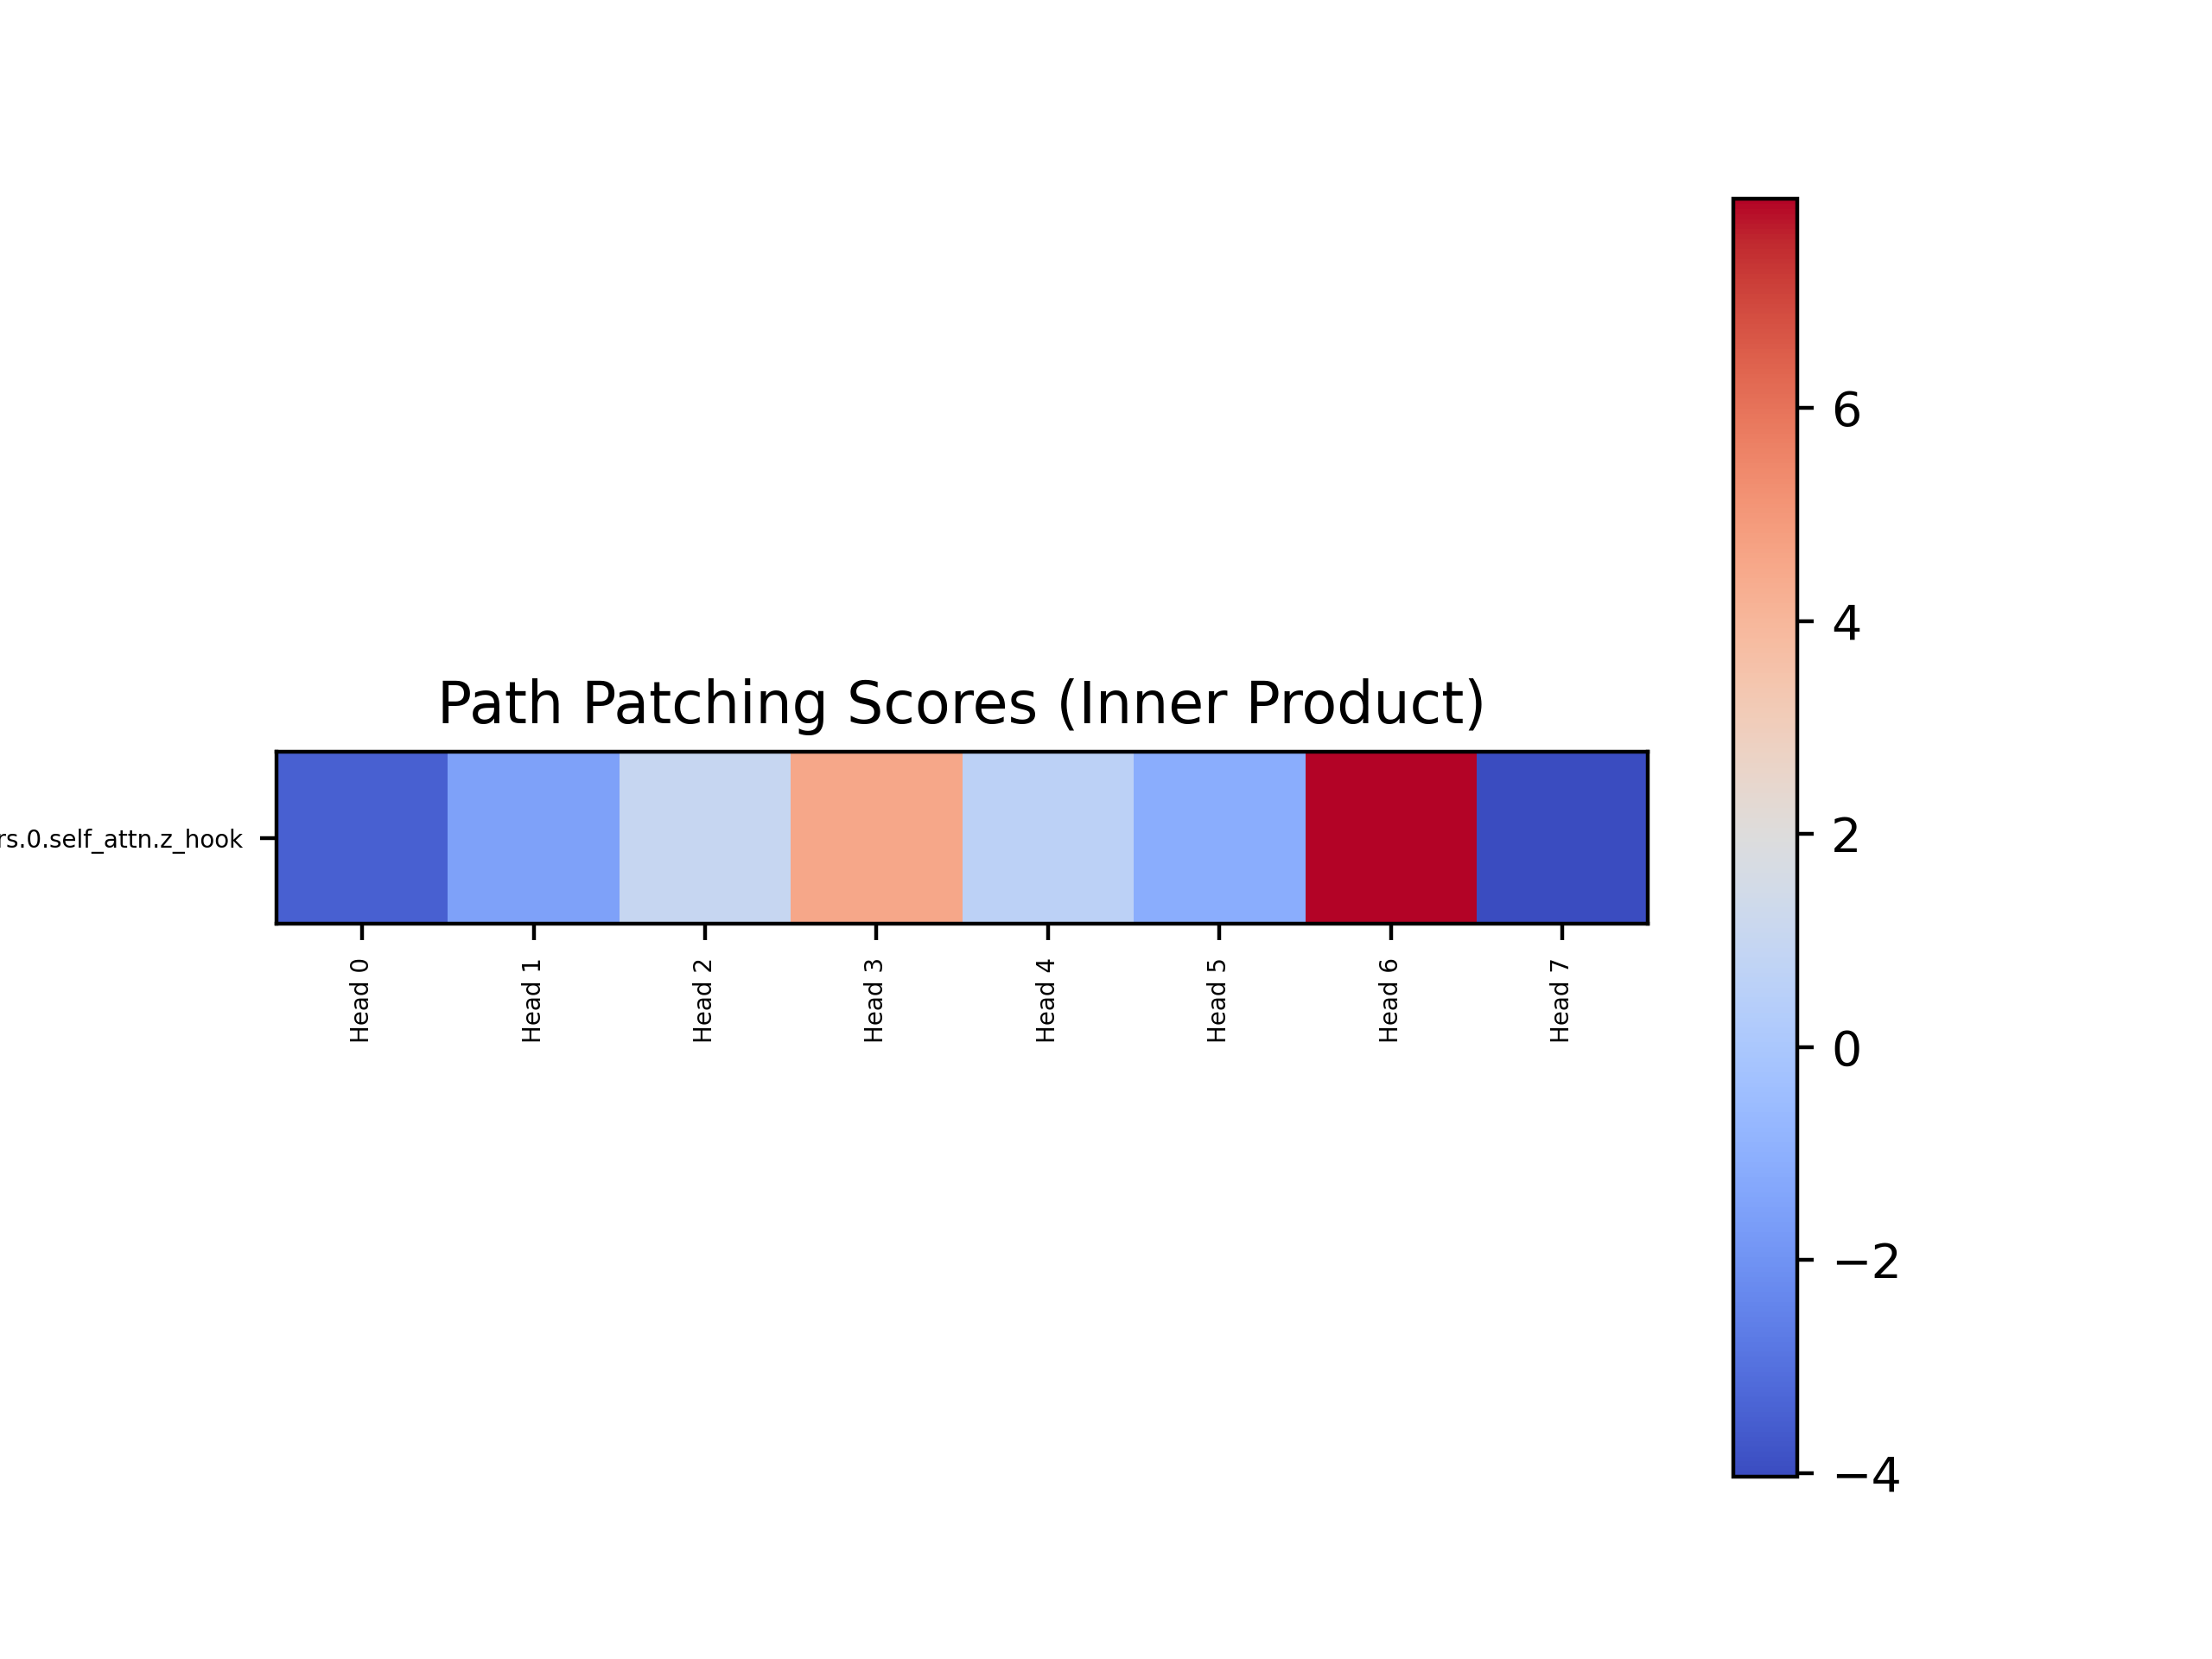 Path Patching Scores (Inner Product)
rs.0.self_attn.z_hook
Head 0
Head 1
Head 2
Head 3
Head 4
Head 5
Head 6
Head 7
6
4
2
0
−2
−4